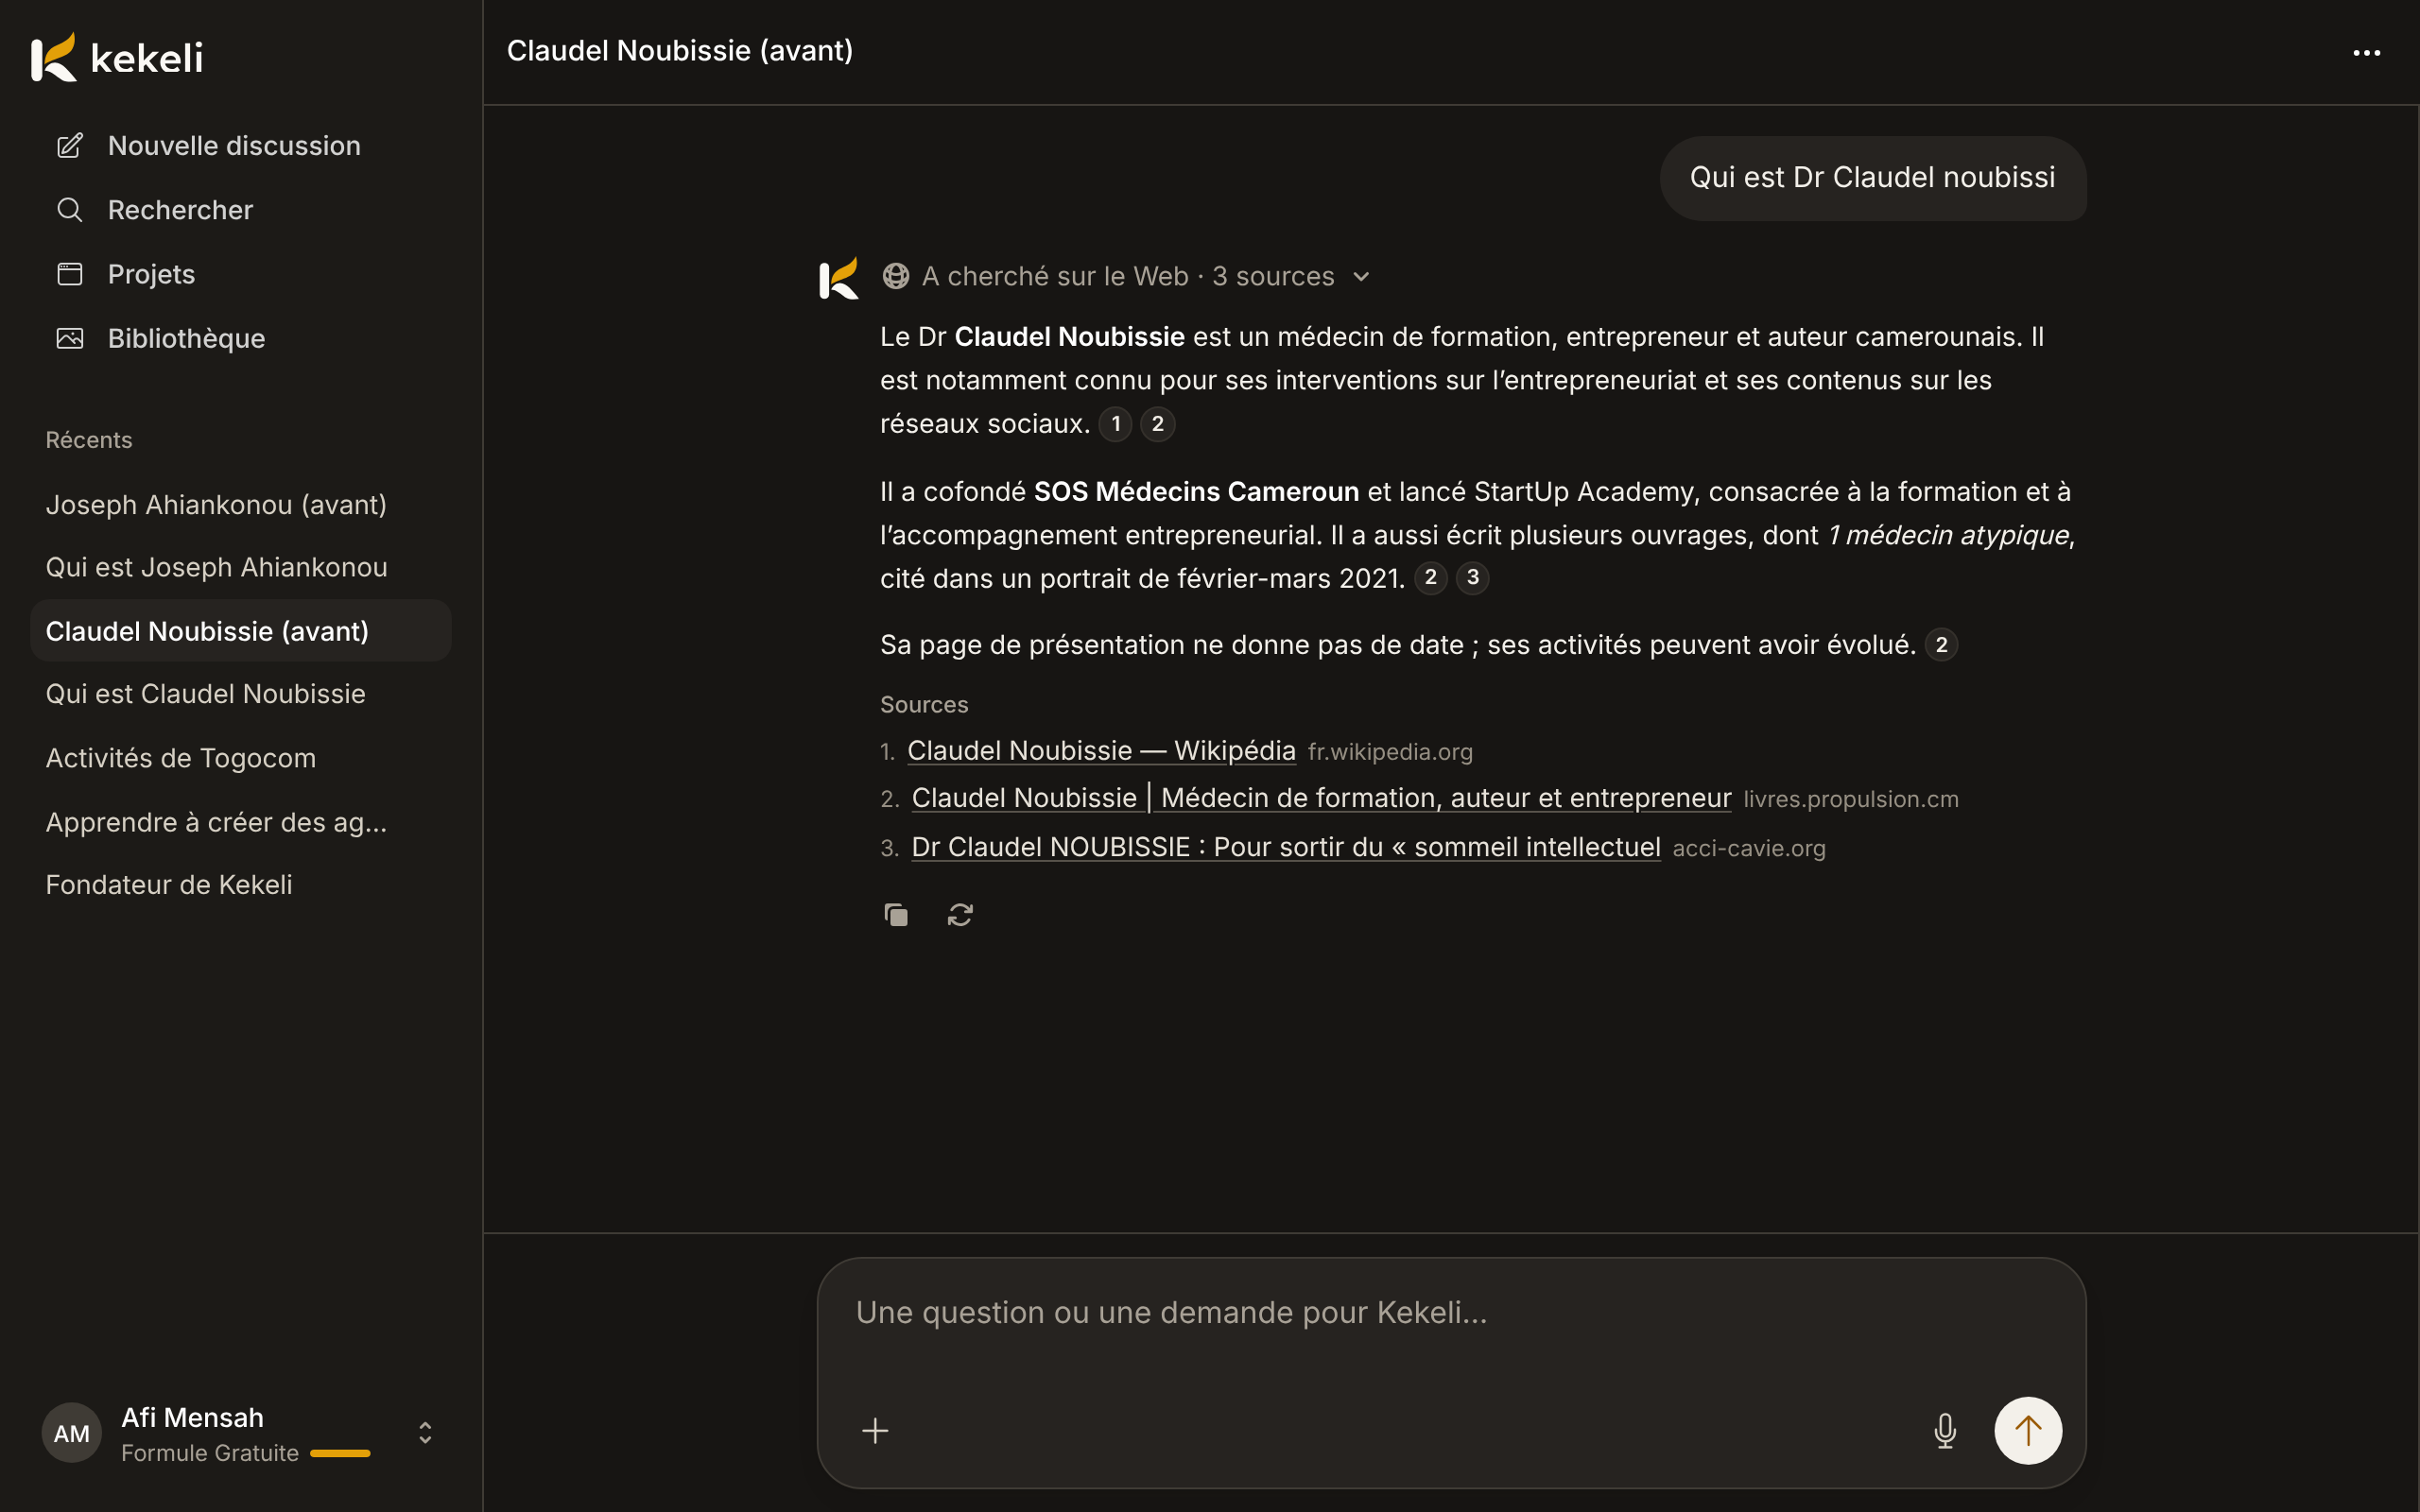 kekeli
Nouvelle discussion
Rechercher
Projets
Bibliothèque
Récents
Joseph Ahiankonou (avant)
Qui est Joseph Ahiankonou
Claudel Noubissie (avant)
Qui est Claudel Noubissie
Activités de Togocom
Apprendre à créer des ag...
Fondateur de Kekeli
AM
Afi Mensah
Formule Gratuite
Claudel Noubissie (avant)
Qui est Dr Claudel noubissi
A cherché sur le Web · 3 sources
Le Dr Claudel Noubissie est un médecin de formation, entrepreneur et auteur camerounais. Il
est notamment connu pour ses interventions sur l’entrepreneuriat et ses contenus sur les
réseaux sociaux. 1 2
Il a cofondé SOS Médecins Cameroun et lancé StartUp Academy, consacrée à la formation et à
l’accompagnement entrepreneurial. Il a aussi écrit plusieurs ouvrages, dont 1 médecin atypique,
cité dans un portrait de février-mars 2021. 2 3
Sa page de présentation ne donne pas de date ; ses activités peuvent avoir évolué. 2
Sources
1. Claudel Noubissie — Wikipédia fr.wikipedia.org
2. Claudel Noubissie | Médecin de formation, auteur et entrepreneur livres.propulsion.cm
3. Dr Claudel NOUBISSIE : Pour sortir du « sommeil intellectuel acci-cavie.org
Une question ou une demande pour Kekeli...